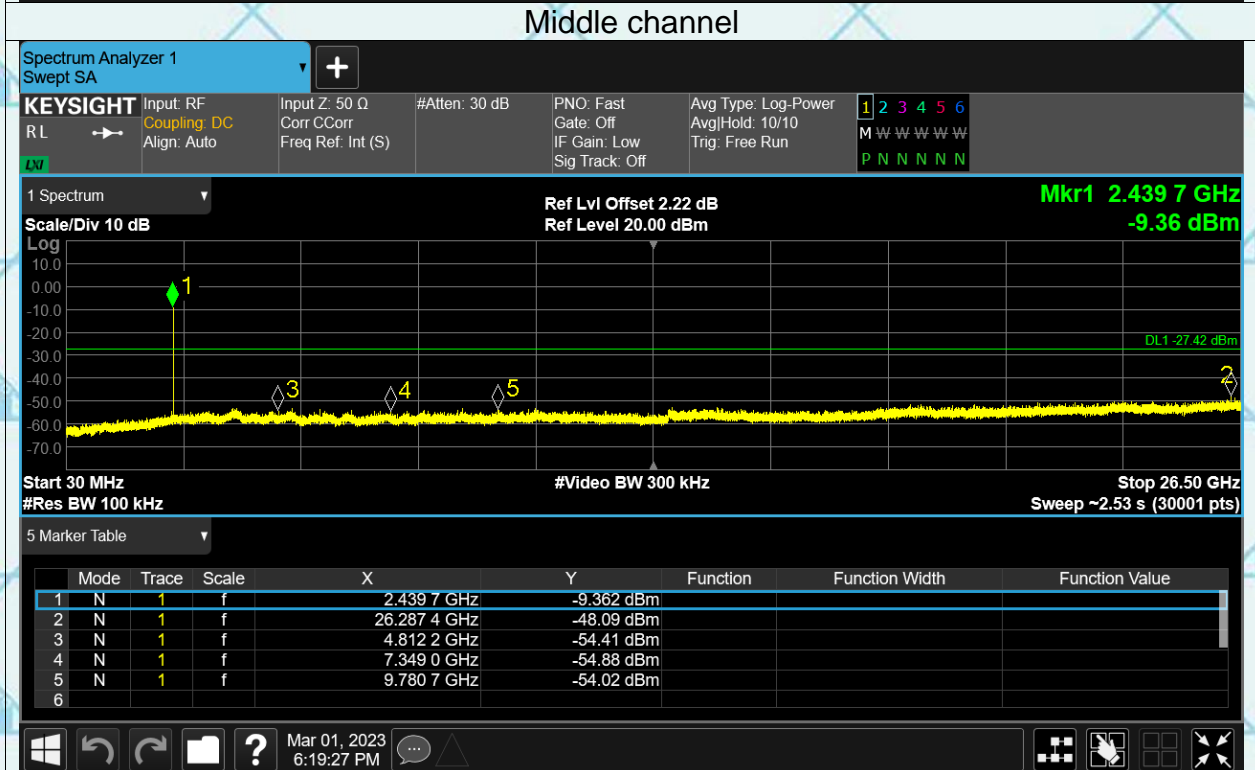 Middle channel
Spectrum Analyzer 1
Swept SA
KEYSIGHT Input: RF Input Z: 50 Ω #Atten: 30 dB PNO: Fast Avg Type: Log-Power 1 2 3 4 5 6
RL Coupling: DC Corr CCorr Gate: Off Avg|Hold: 10/10 M W W W W W
Align: Auto Freq Ref: Int (S) IF Gain: Low Trig: Free Run
LXI Sig Track: Off P N N N N N
1 Spectrum Ref Lvl Offset 2.22 dB Mkr1 2.439 7 GHz
Scale/Div 10 dB Ref Level 20.00 dBm -9.36 dBm
Log
10.0
0.00 1
-10.0
-20.0
DL1 -27.42 dBm
-30.0
-40.0 3 4 5 2
-50.0
-60.0
-70.0
Start 30 MHz #Video BW 300 kHz Stop 26.50 GHz
#Res BW 100 kHz Sweep ~2.53 s (30001 pts)
5 Marker Table
Mode Trace Scale X Y Function Function Width Function Value
1 N 1 f 2.439 7 GHz -9.362 dBm
2 N 1 f 26.287 4 GHz -48.09 dBm
3 N 1 f 4.812 2 GHz -54.41 dBm
4 N 1 f 7.349 0 GHz -54.88 dBm
5 N 1 f 9.780 7 GHz -54.02 dBm
6
? Mar 01, 2023
6:19:27 PM